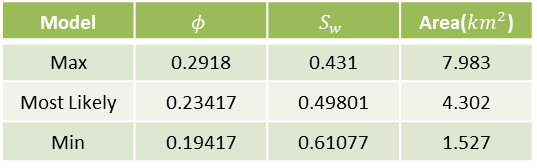 Model ϕ S_w Area(km²)
Max 0.2918 0.431 7.983
Most Likely 0.23417 0.49801 4.302
Min 0.19417 0.61077 1.527